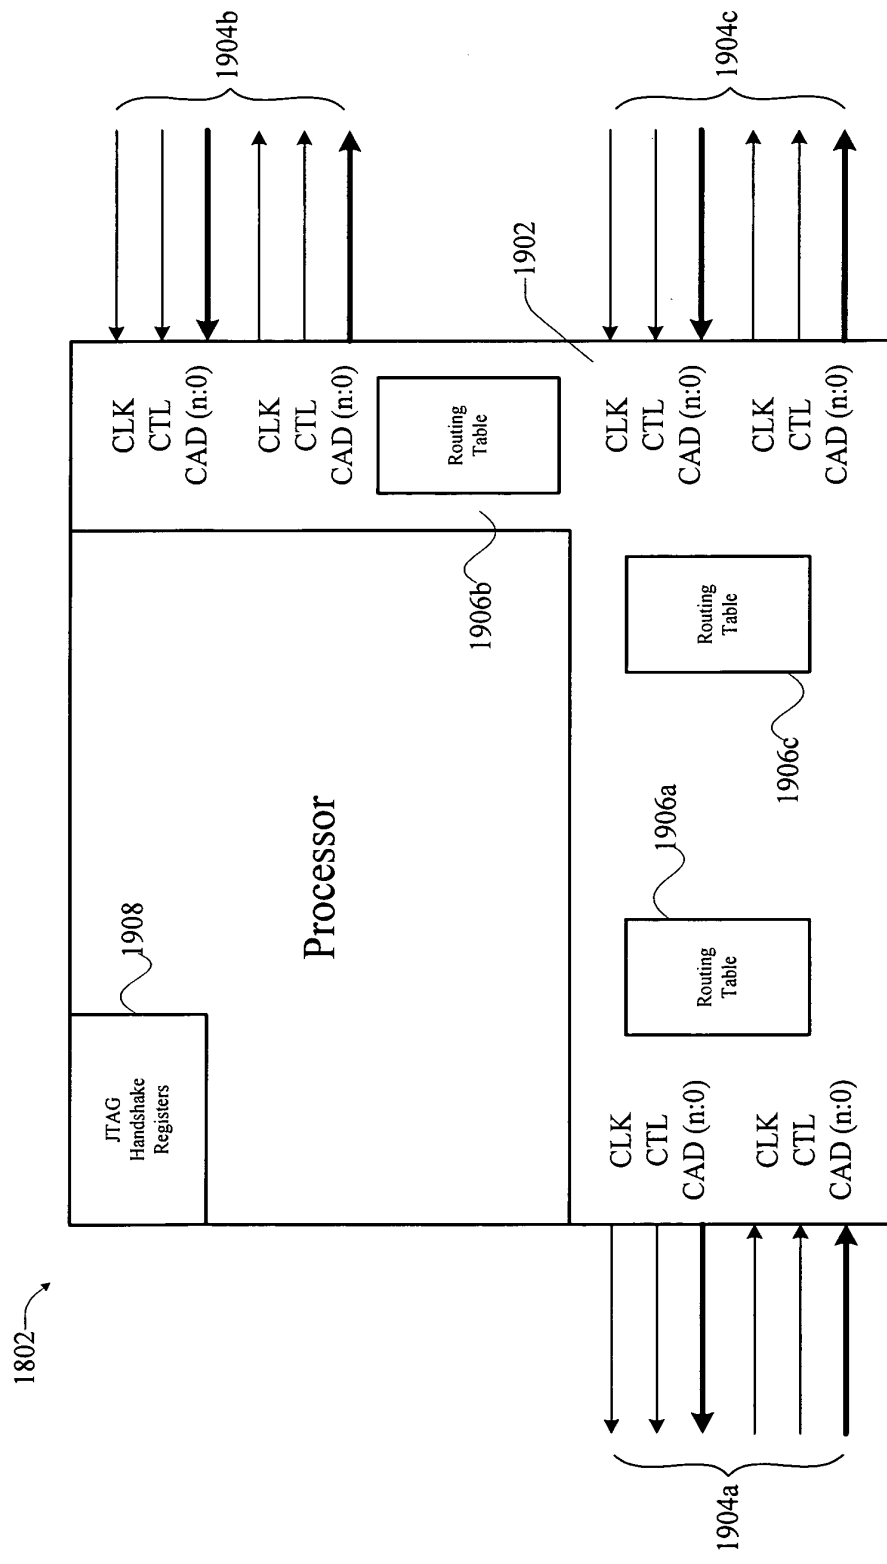 1802
JTAG
Handshake
Registers
1908
CLK
CTL
CAD (n:0)
CLK
CTL
CAD (n:0)
1904b
Processor
Routing
Table
1906b
1902
CLK
CTL
CAD (n:0)
CLK
CTL
CAD (n:0)
1904a
Routing
Table
1906a
Routing
Table
1906c
CLK
CTL
CAD (n:0)
CLK
CTL
CAD (n:0)
1904c